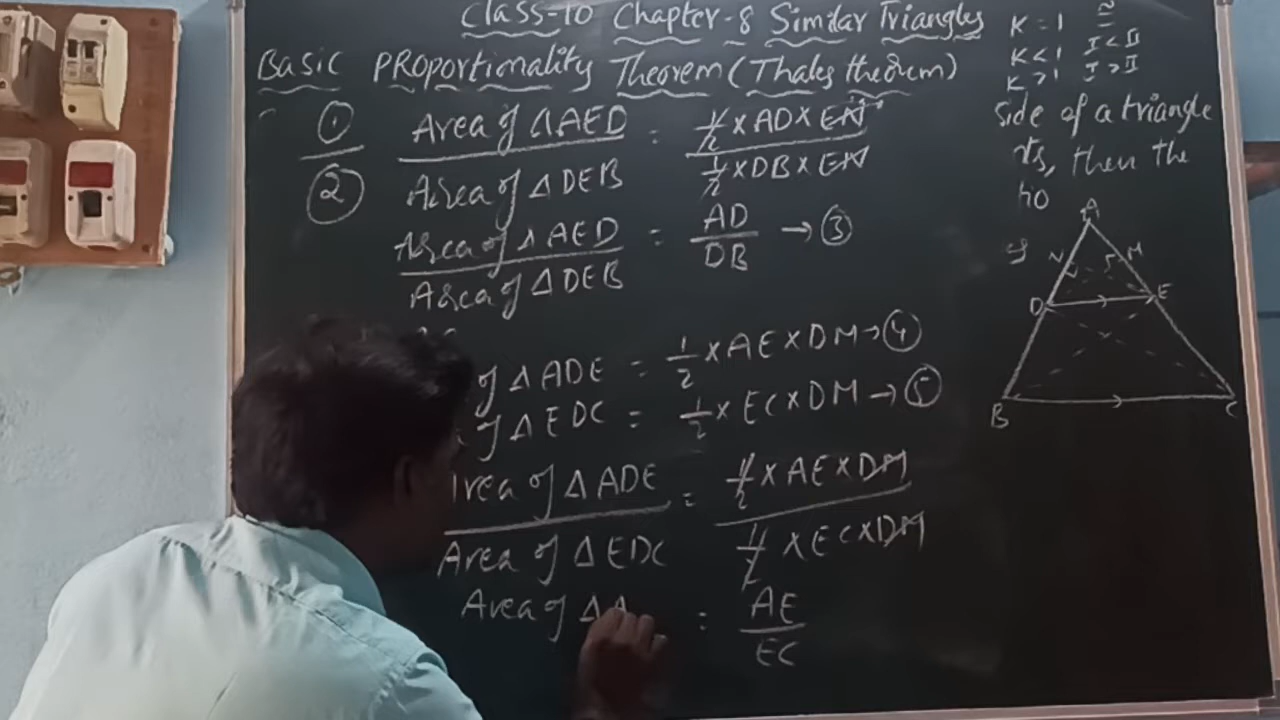 Class-10 Chapter-8 Similar Triangles
Basic Proportionality Theorem (Thales theorem)
K = 1 ≅
K < 1 I < II
K > 1 I > I
side of a triangle
ts, then the
① / ② Area of ΔAED / Area of ΔDEB = ½ × AD × EN / ½ × DB × EN
Area of Δ AED / Area of Δ DEB = AD / DB → ③
of Δ ADE = 1/2 × AE × DM → ④
of Δ EDC = 1/2 × EC × DM → ⑤
Area of Δ ADE / Area of Δ EDC = ½ × AE × DM / ½ × EC × DM
Area of Δ A = AE / EC
A
N M
D E
B C